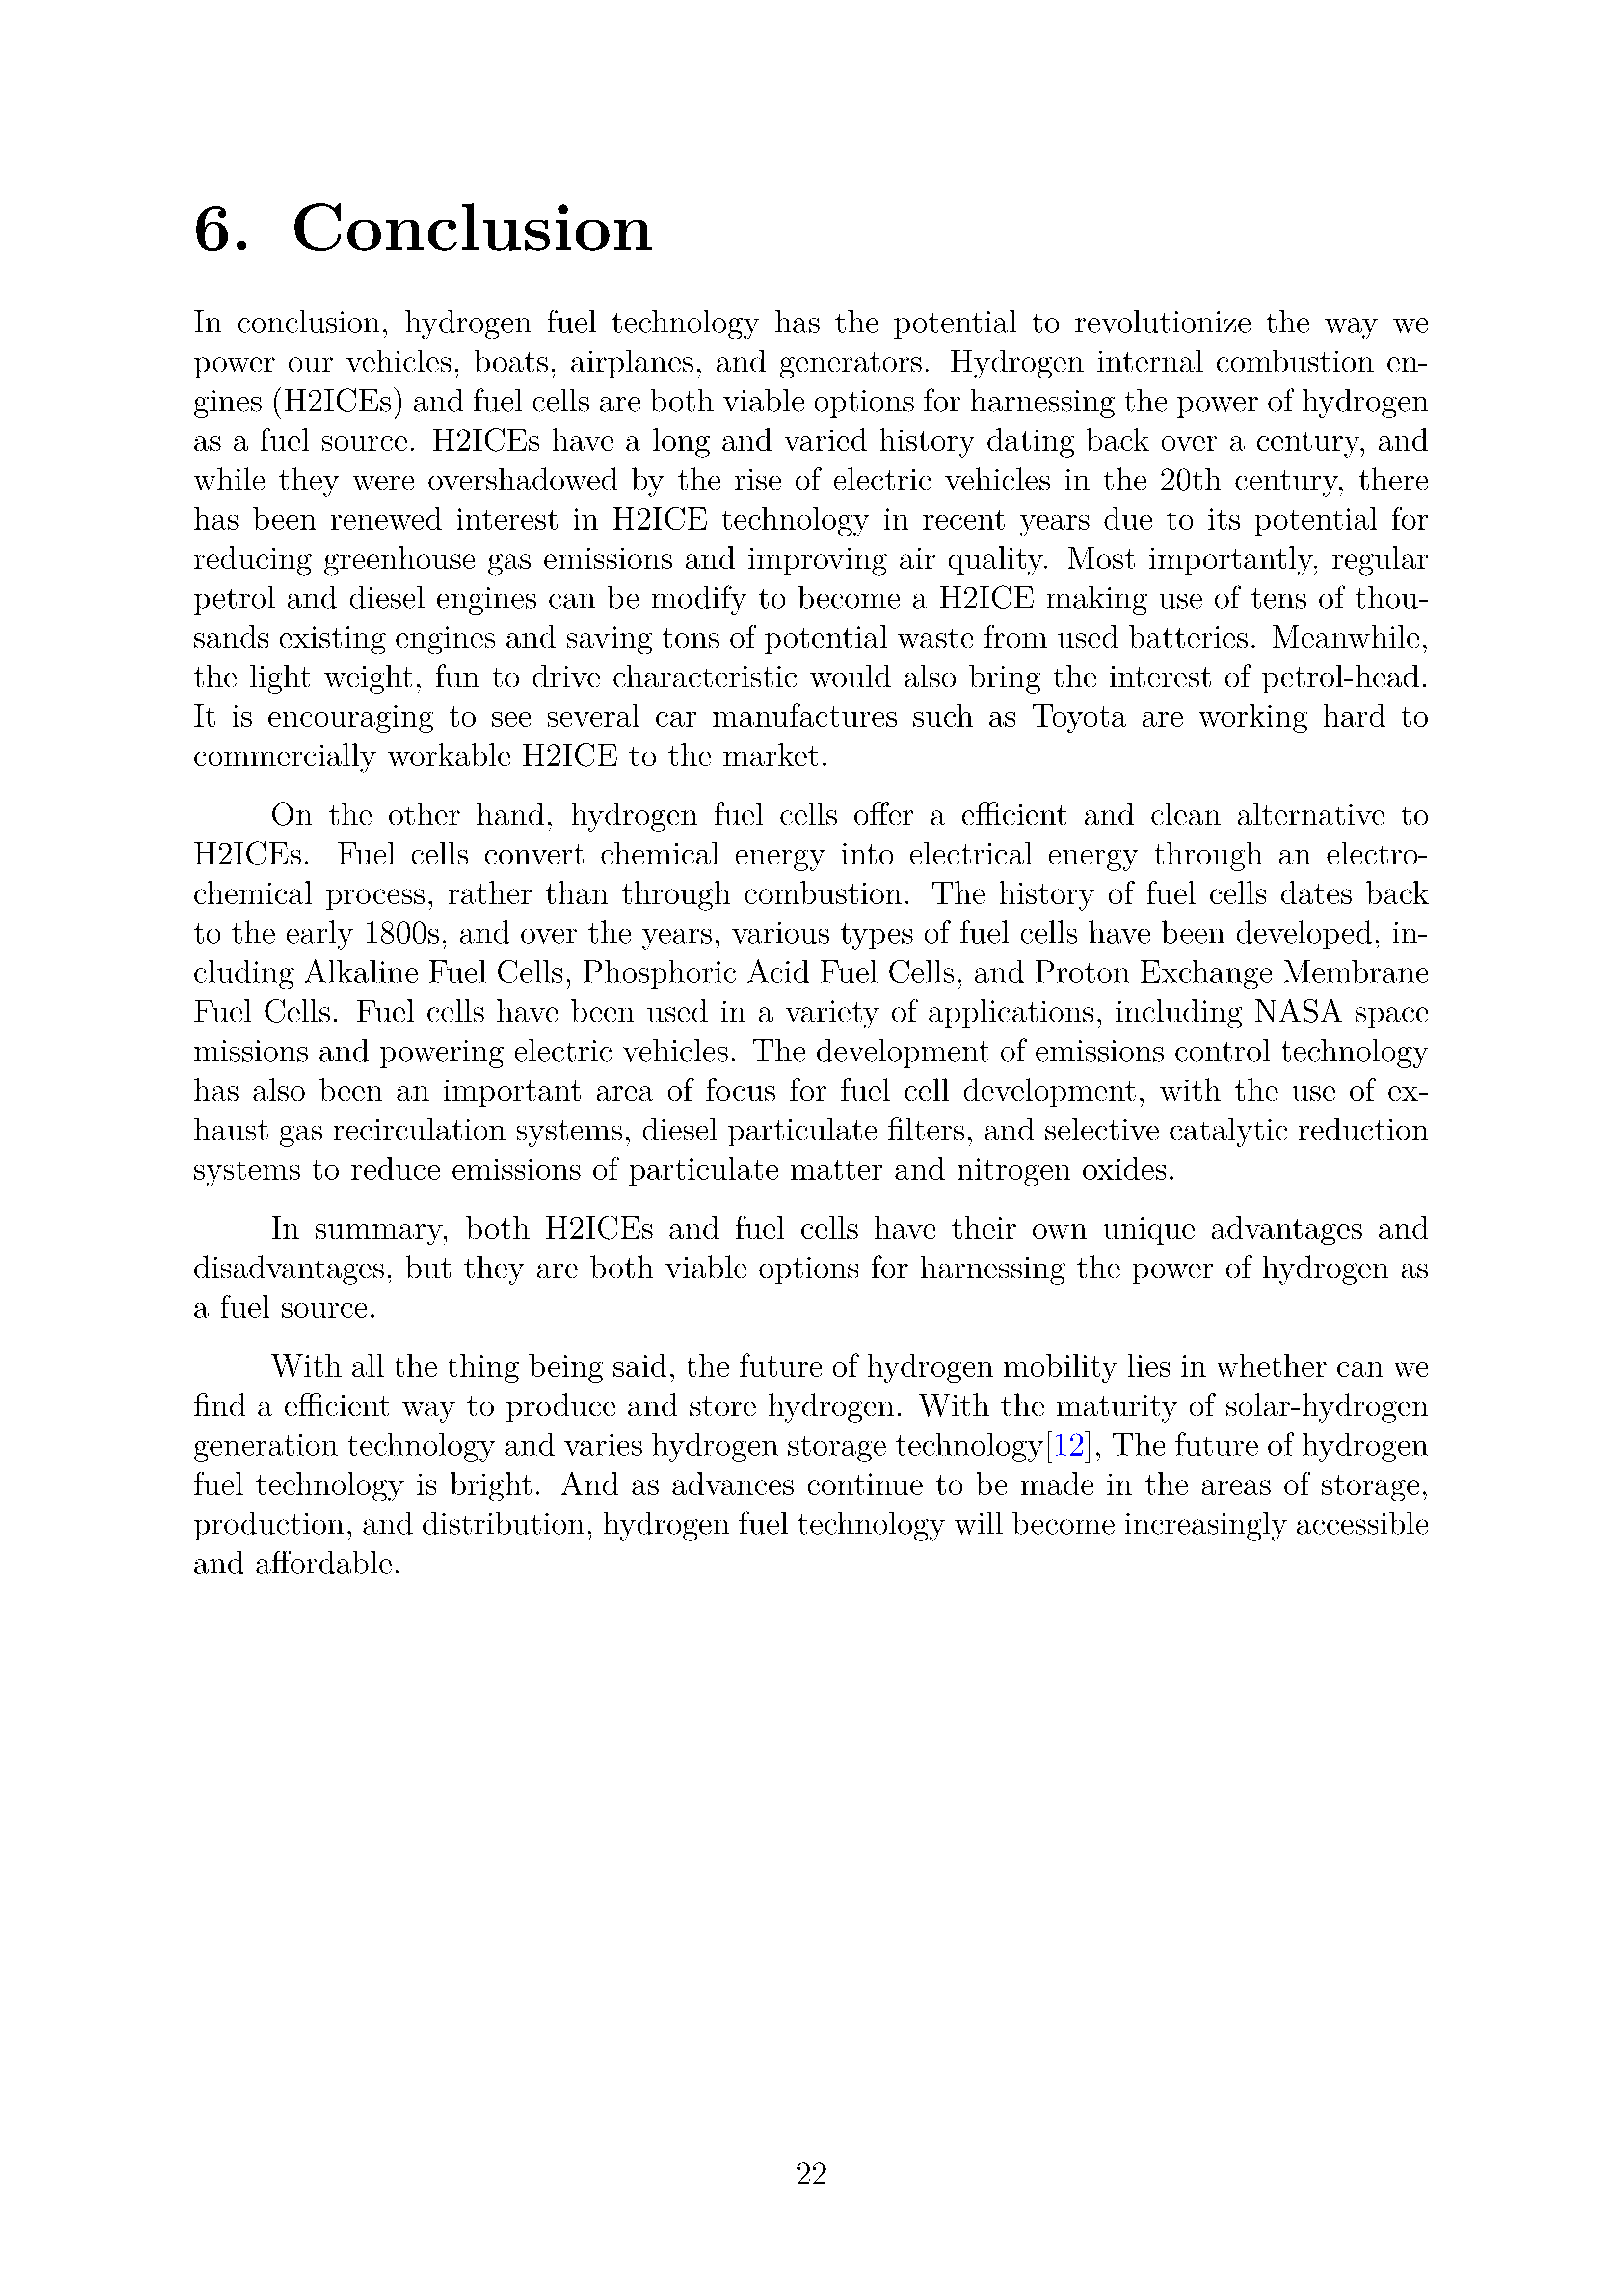 6. Conclusion
In conclusion, hydrogen fuel technology has the potential to revolutionize the way we
power our vehicles, boats, airplanes, and generators. Hydrogen internal combustion en-
gines (H2ICEs) and fuel cells are both viable options for harnessing the power of hydrogen
as a fuel source. H2ICEs have a long and varied history dating back over a century, and
while they were overshadowed by the rise of electric vehicles in the 20th century, there
has been renewed interest in H2ICE technology in recent years due to its potential for
reducing greenhouse gas emissions and improving air quality. Most importantly, regular
petrol and diesel engines can be modify to become a H2ICE making use of tens of thou-
sands existing engines and saving tons of potential waste from used batteries. Meanwhile,
the light weight, fun to drive characteristic would also bring the interest of petrol-head.
It is encouraging to see several car manufactures such as Toyota are working hard to
commercially workable H2ICE to the market.
On the other hand, hydrogen fuel cells offer a efficient and clean alternative to
H2ICEs. Fuel cells convert chemical energy into electrical energy through an electro-
chemical process, rather than through combustion. The history of fuel cells dates back
to the early 1800s, and over the years, various types of fuel cells have been developed, in-
cluding Alkaline Fuel Cells, Phosphoric Acid Fuel Cells, and Proton Exchange Membrane
Fuel Cells. Fuel cells have been used in a variety of applications, including NASA space
missions and powering electric vehicles. The development of emissions control technology
has also been an important area of focus for fuel cell development, with the use of ex-
haust gas recirculation systems, diesel particulate filters, and selective catalytic reduction
systems to reduce emissions of particulate matter and nitrogen oxides.
In summary, both H2ICEs and fuel cells have their own unique advantages and
disadvantages, but they are both viable options for harnessing the power of hydrogen as
a fuel source.
With all the thing being said, the future of hydrogen mobility lies in whether can we
find a efficient way to produce and store hydrogen. With the maturity of solar-hydrogen
generation technology and varies hydrogen storage technology[12], The future of hydrogen
fuel technology is bright. And as advances continue to be made in the areas of storage,
production, and distribution, hydrogen fuel technology will become increasingly accessible
and affordable.
22